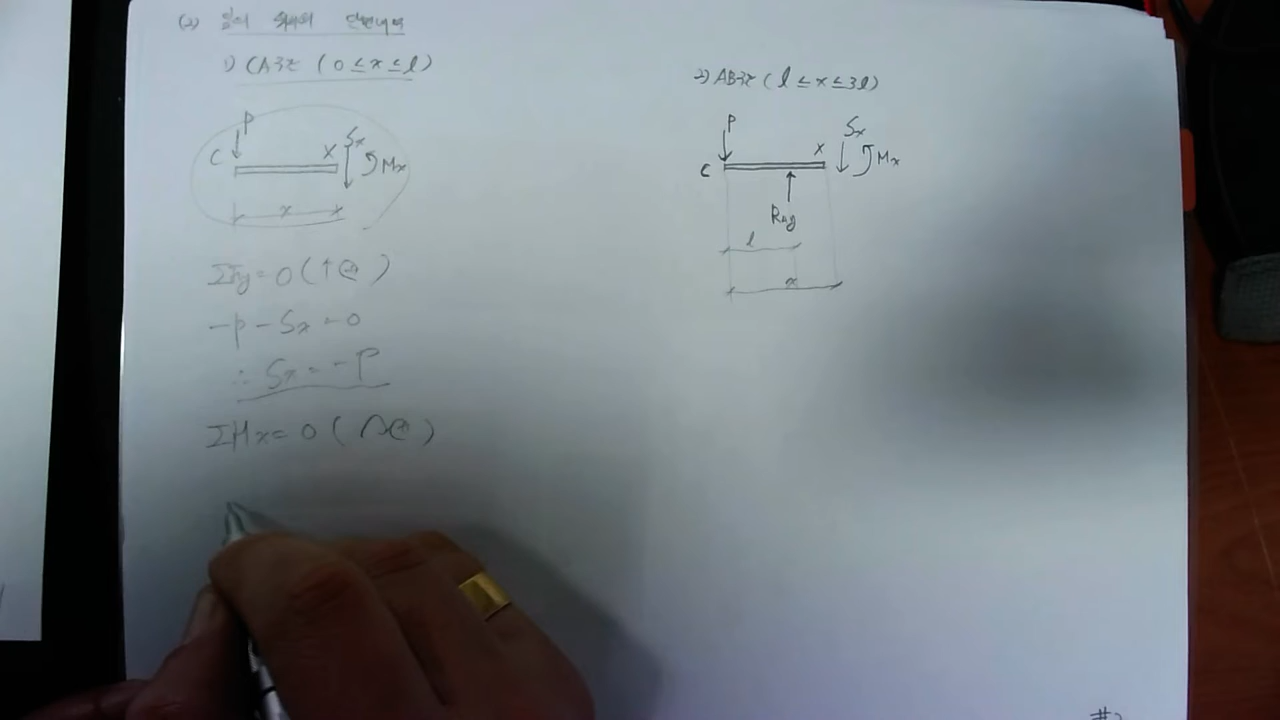 (2) 임의 위치의 단면내력
1) CA구간 (0 ≤ x ≤ l)
P
Sx
C
X
Mx
x
ΣFy = 0 (↑⊕)
-P - Sx = 0
∴ Sx = -P
ΣMx = 0 (↷⊕)
2) AB구간 (l ≤ x ≤ 3l)
P
Sx
X
Mx
C
RAy
l
x